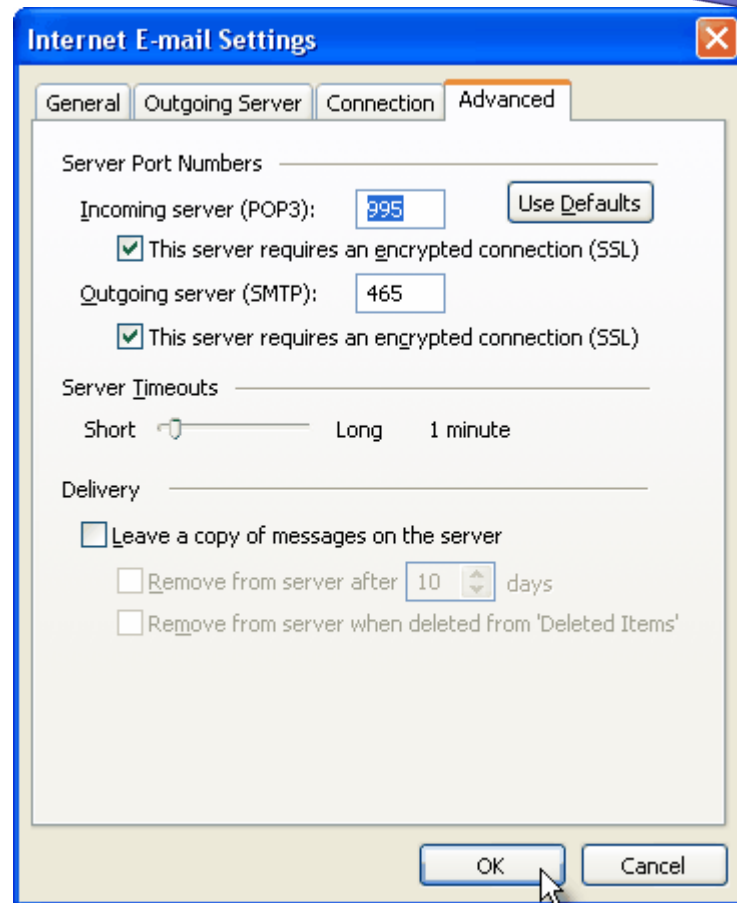 Internet E-mail Settings
General Outgoing Server Connection Advanced
Server Port Numbers
Incoming server (POP3): 995 Use Defaults
This server requires an encrypted connection (SSL)
Outgoing server (SMTP): 465
This server requires an encrypted connection (SSL)
Server Timeouts
Short Long 1 minute
Delivery
Leave a copy of messages on the server
Remove from server after 10 days
Remove from server when deleted from 'Deleted Items'
OK Cancel